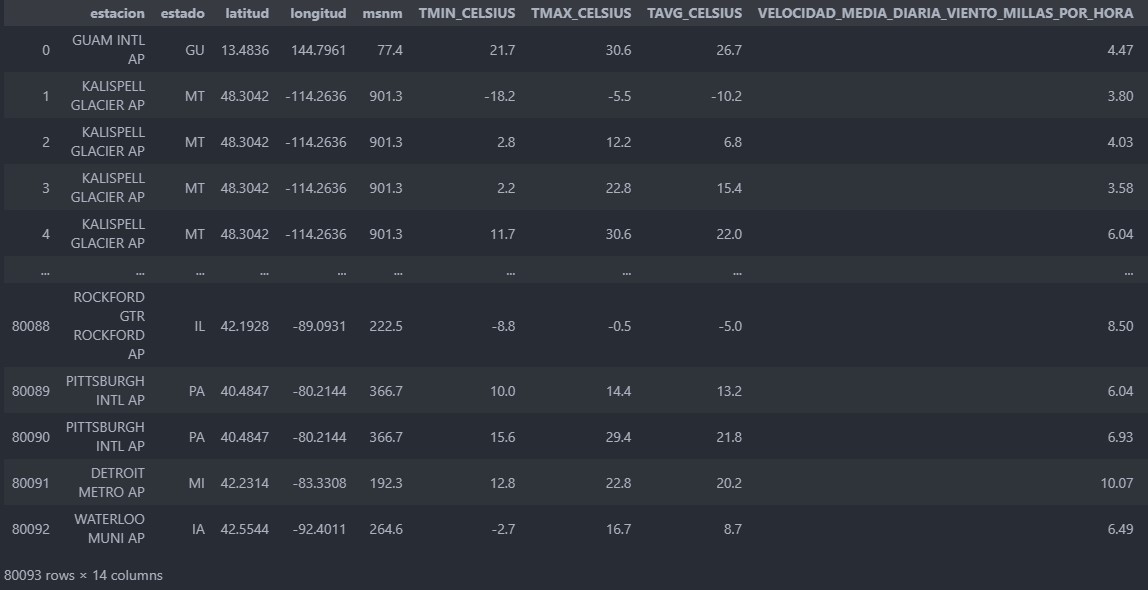 estacion estado latitud longitud msnm TMIN_CELSIUS TMAX_CELSIUS TAVG_CELSIUS VELOCIDAD_MEDIA_DIARIA_VIENTO_MILLAS_POR_HORA
0 GUAM INTL AP GU 13.4836 144.7961 77.4 21.7 30.6 26.7 4.47
1 KALISPELL GLACIER AP MT 48.3042 -114.2636 901.3 -18.2 -5.5 -10.2 3.80
2 KALISPELL GLACIER AP MT 48.3042 -114.2636 901.3 2.8 12.2 6.8 4.03
3 KALISPELL GLACIER AP MT 48.3042 -114.2636 901.3 2.2 22.8 15.4 3.58
4 KALISPELL GLACIER AP MT 48.3042 -114.2636 901.3 11.7 30.6 22.0 6.04
... ... ... ... ... ... ... ... ... ...
80088 ROCKFORD GTR ROCKFORD AP IL 42.1928 -89.0931 222.5 -8.8 -0.5 -5.0 8.50
80089 PITTSBURGH INTL AP PA 40.4847 -80.2144 366.7 10.0 14.4 13.2 6.04
80090 PITTSBURGH INTL AP PA 40.4847 -80.2144 366.7 15.6 29.4 21.8 6.93
80091 DETROIT METRO AP MI 42.2314 -83.3308 192.3 12.8 22.8 20.2 10.07
80092 WATERLOO MUNI AP IA 42.5544 -92.4011 264.6 -2.7 16.7 8.7 6.49
80093 rows × 14 columns